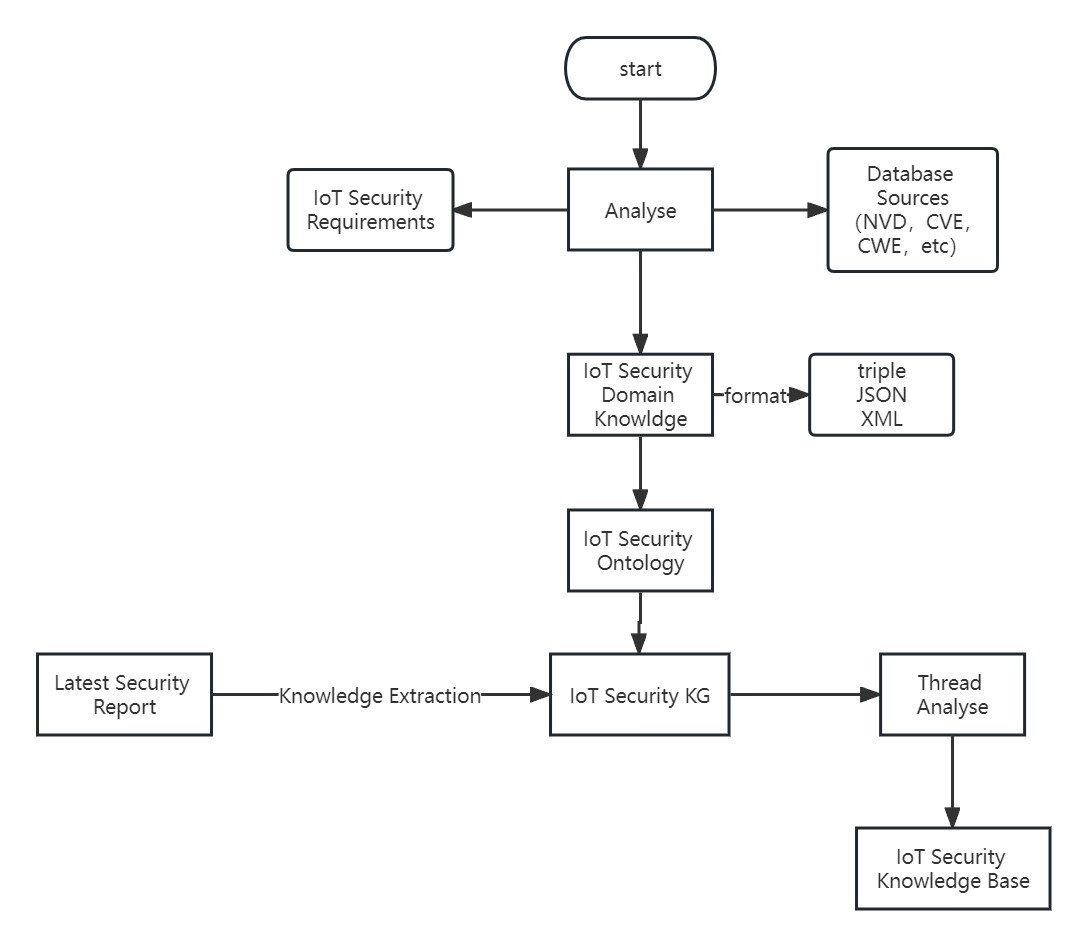 start
IoT Security
Requirements
Analyse
Database
Sources
（NVD，CVE，
CWE，etc）
IoT Security
Domain
Knowldge
format
triple
JSON
XML
IoT Security
Ontology
Latest Security
Report
Knowledge Extraction
IoT Security KG
Thread
Analyse
IoT Security
Knowledge Base